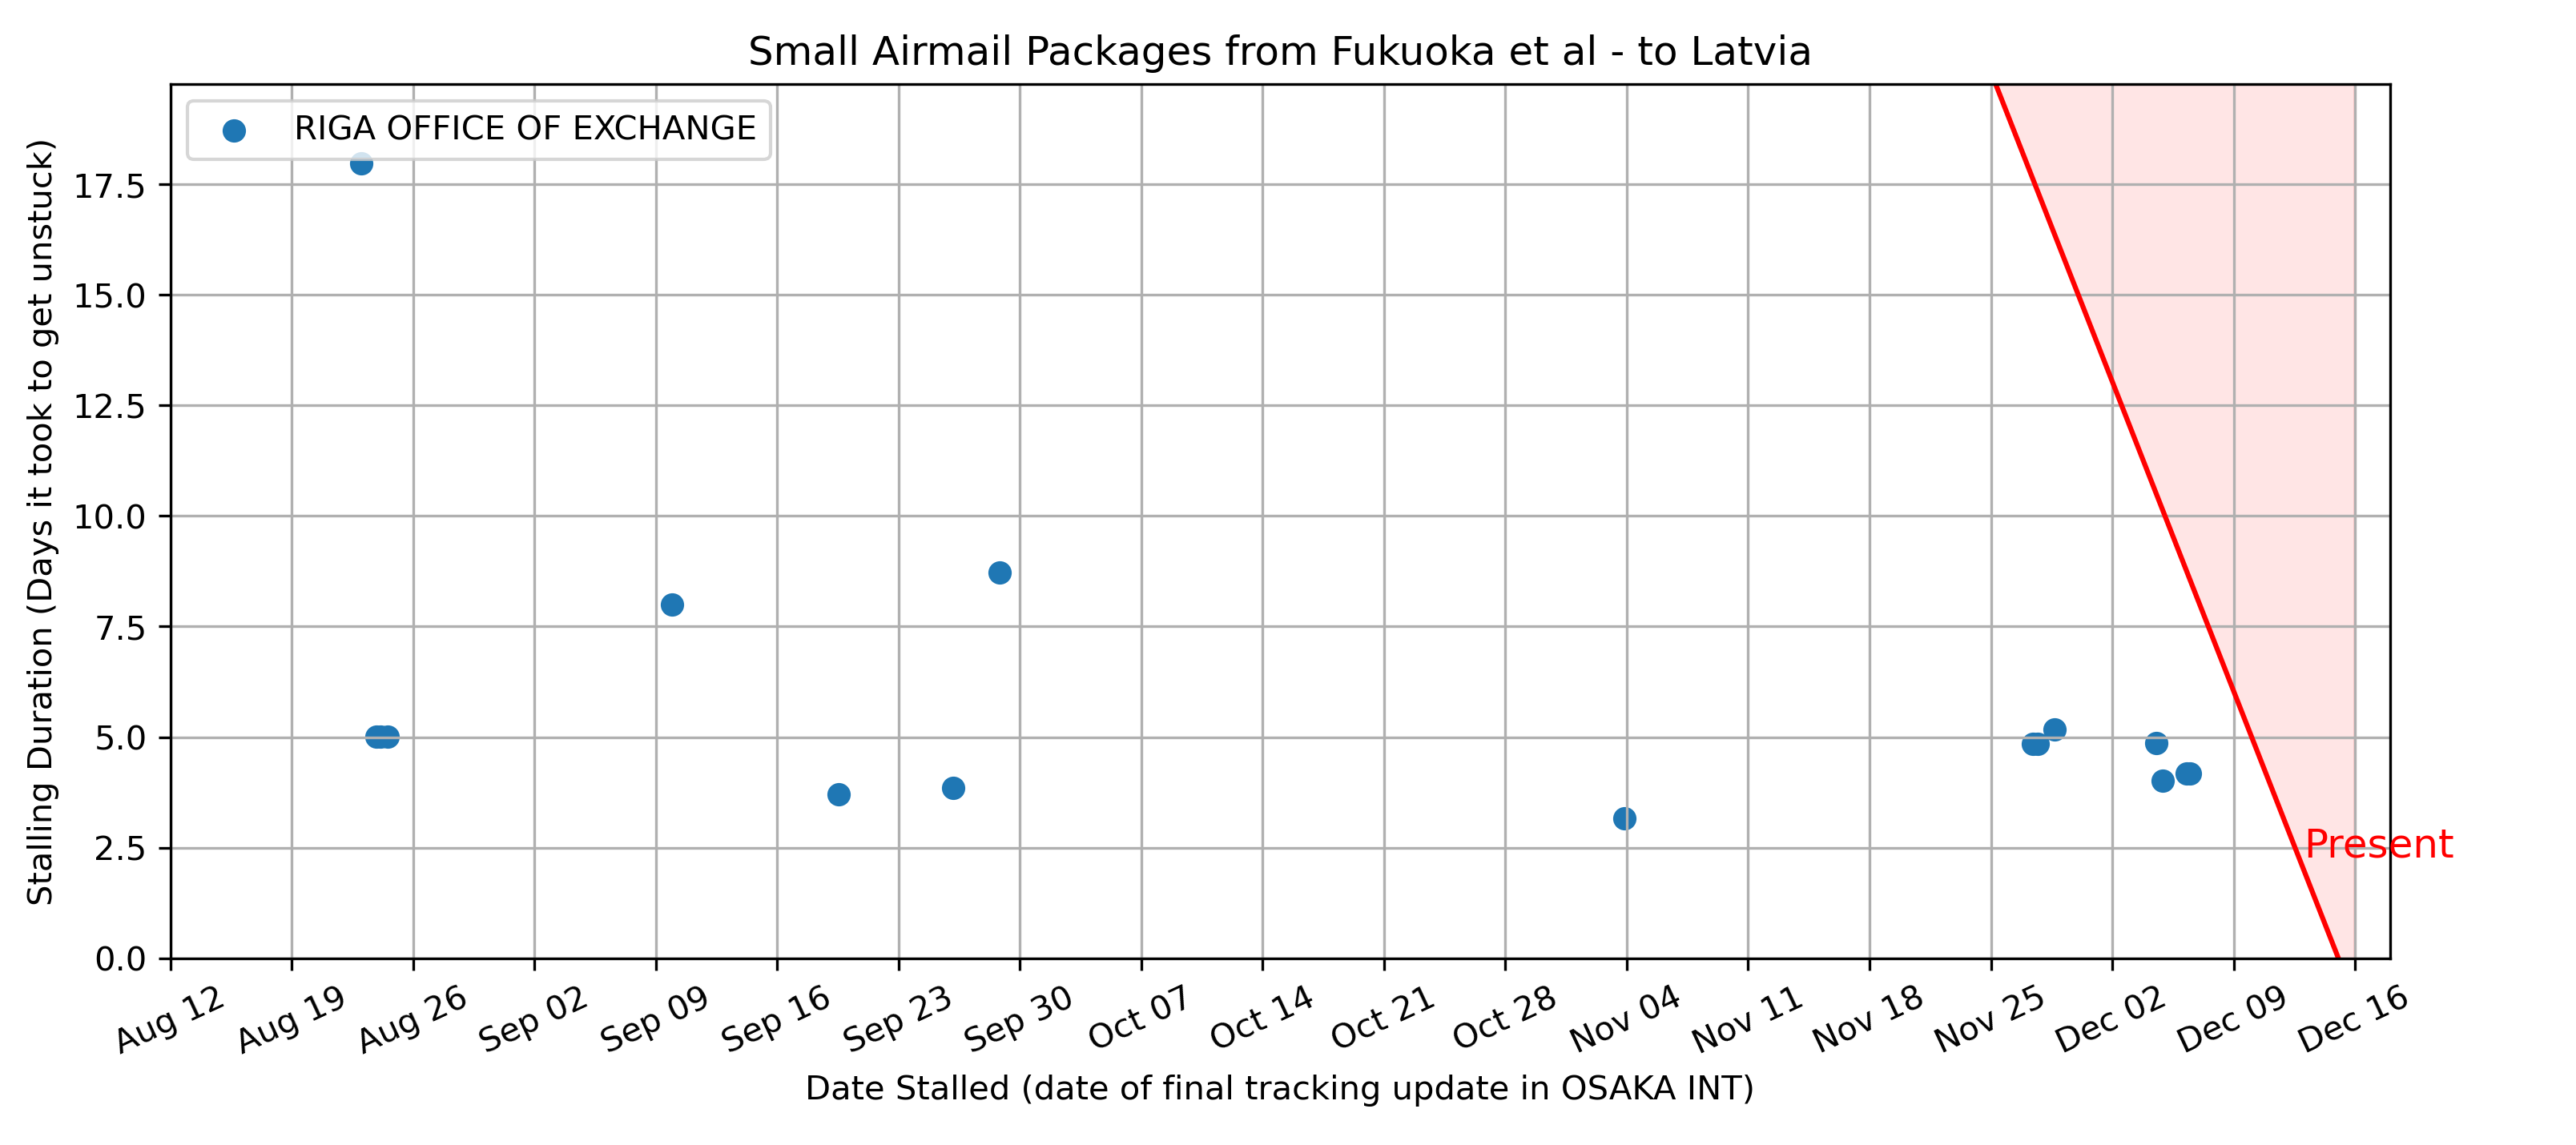 Small Airmail Packages from Fukuoka et al - to Latvia
RIGA OFFICE OF EXCHANGE
Stalling Duration (Days it took to get unstuck)
17.5
15.0
12.5
10.0
7.5
5.0
2.5
0.0
Present
Aug 12
Aug 19
Aug 26
Sep 02
Sep 09
Sep 16
Sep 23
Sep 30
Oct 07
Oct 14
Oct 21
Oct 28
Nov 04
Nov 11
Nov 18
Nov 25
Dec 02
Dec 09
Dec 16
Date Stalled (date of final tracking update in OSAKA INT)